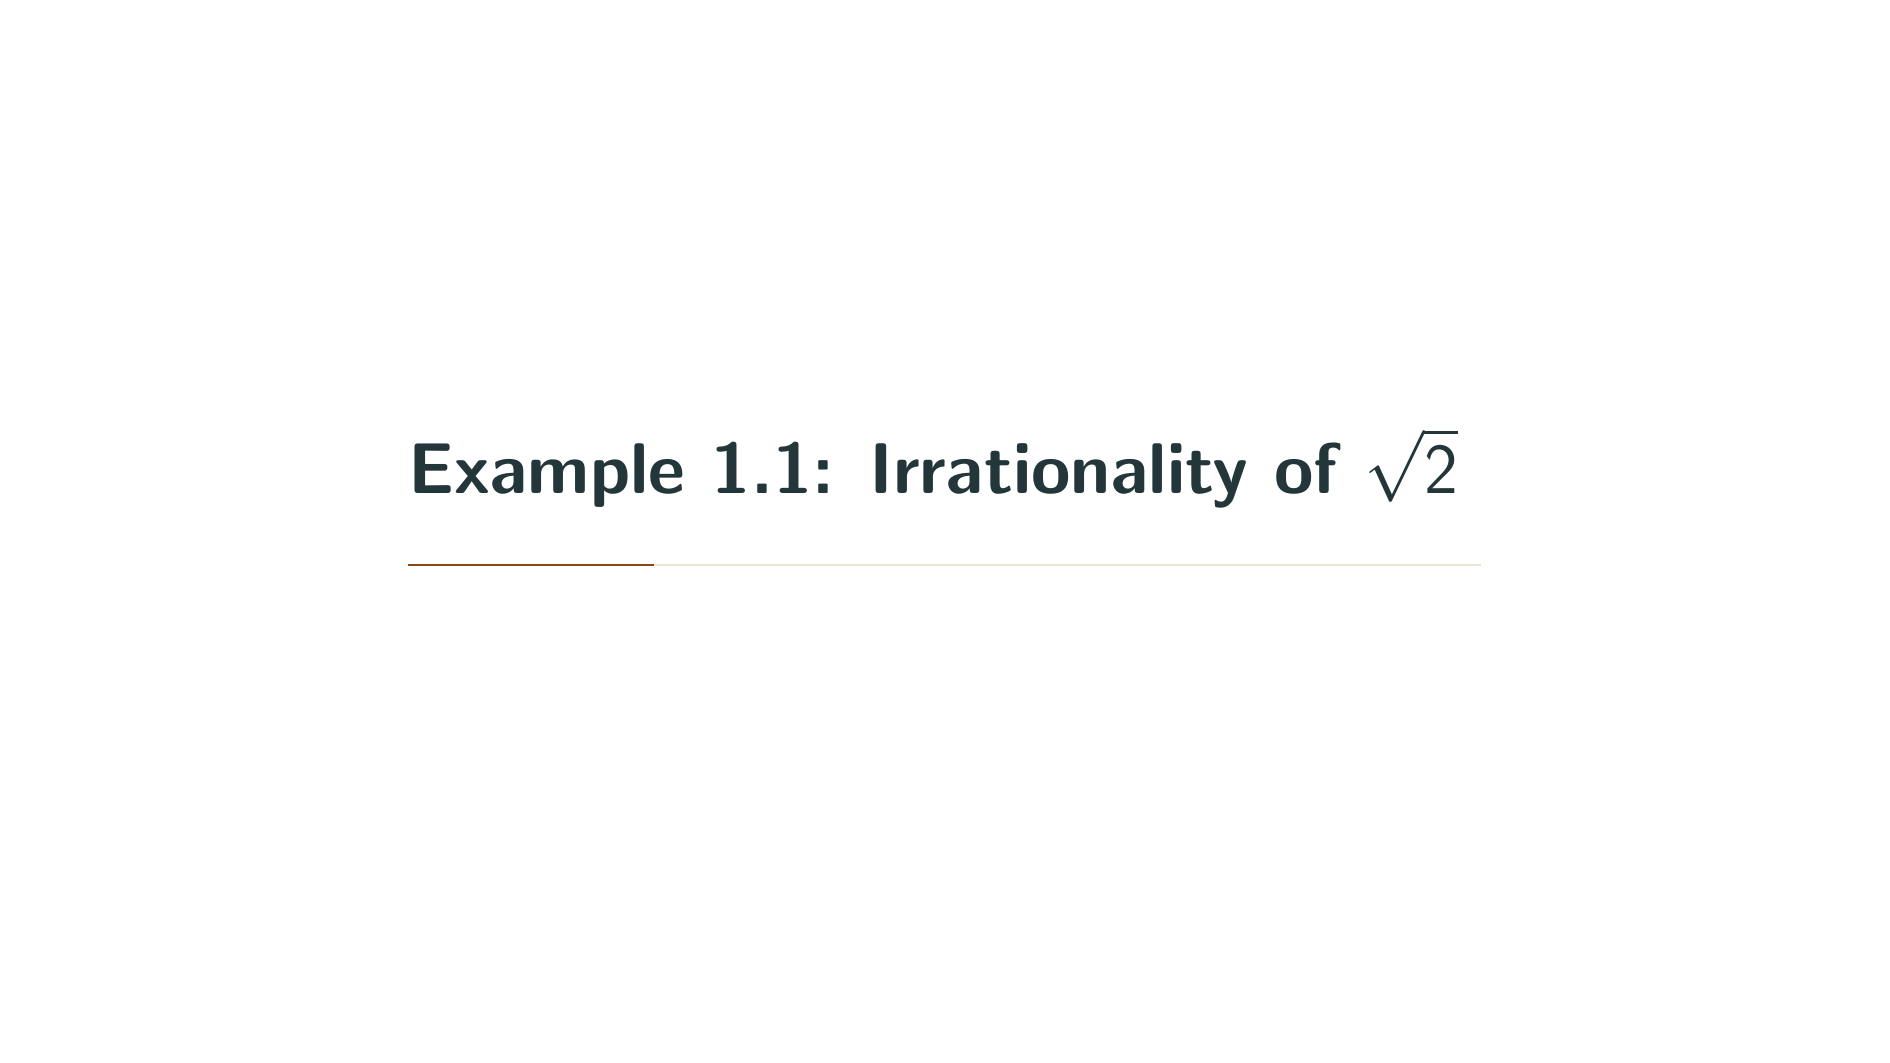 Example 1.1: Irrationality of √2